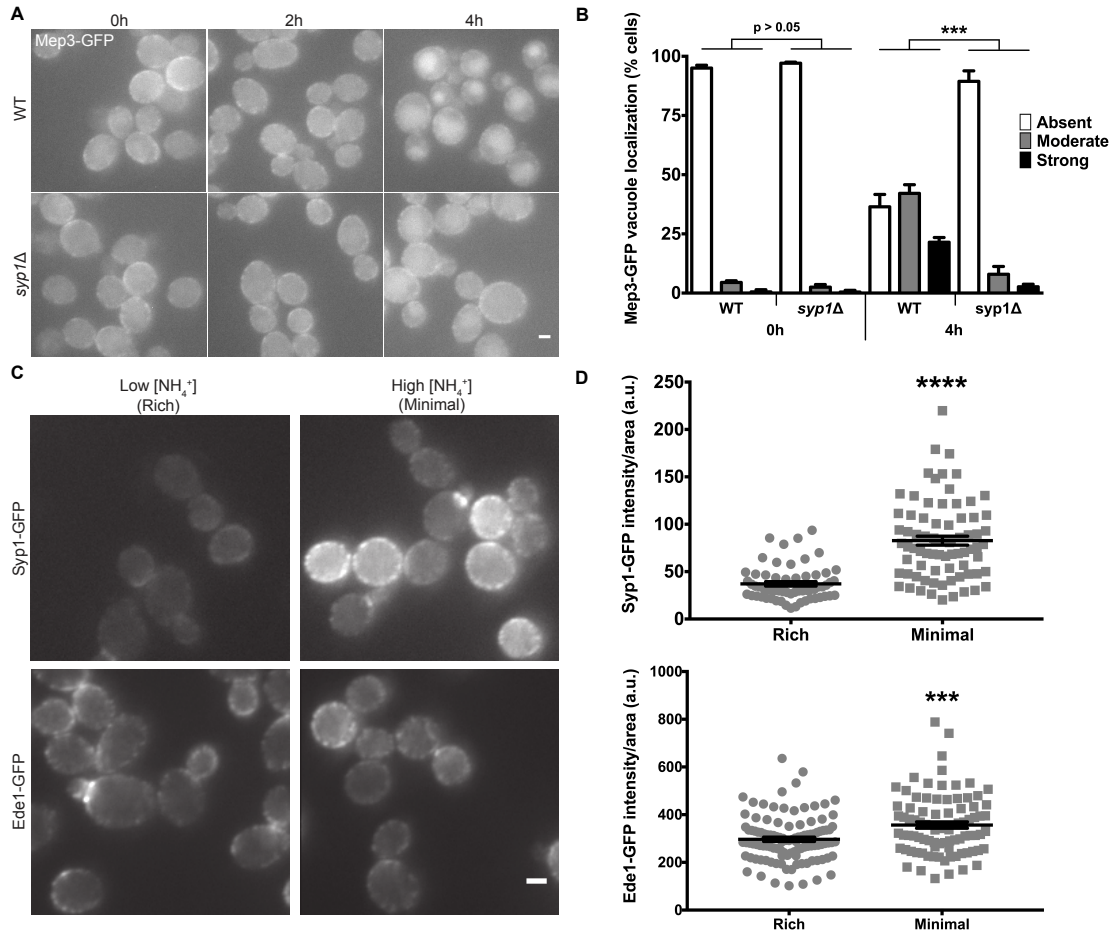 A
0h
2h
4h
Mep3-GFP
WT
syp1Δ
B
Mep3-GFP vacuole localization (% cells)
100
75
50
25
0
p > 0.05
***
Absent
Moderate
Strong
WT
syp1Δ
WT
syp1Δ
0h
4h
C
Low [NH4+]
(Rich)
High [NH4+]
(Minimal)
Syp1-GFP
Ede1-GFP
D
Syp1-GFP intensity/area (a.u.)
250
200
150
100
50
0
****
Rich
Minimal
Ede1-GFP intensity/area (a.u.)
1000
800
600
400
200
0
***
Rich
Minimal